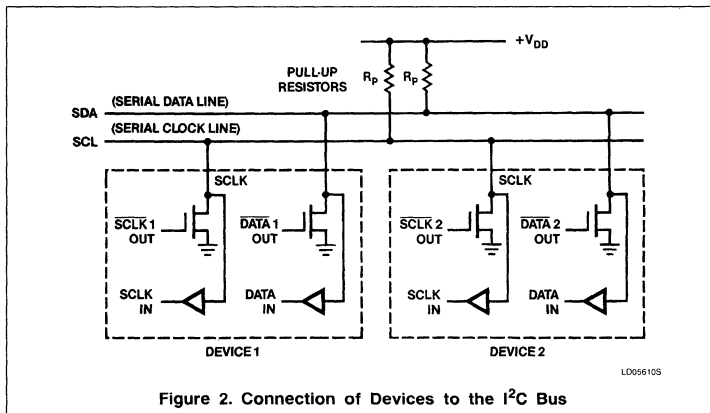 +VDD
PULL-UP
RESISTORS
RP RP
SDA (SERIAL DATA LINE)
SCL (SERIAL CLOCK LINE)
SCLK
SCLK 1
OUT
DATA 1
OUT
SCLK
IN
DATA
IN
DEVICE 1
SCLK
SCLK 2
OUT
DATA 2
OUT
SCLK
IN
DATA
IN
DEVICE 2
LD05610S
Figure 2. Connection of Devices to the I²C Bus